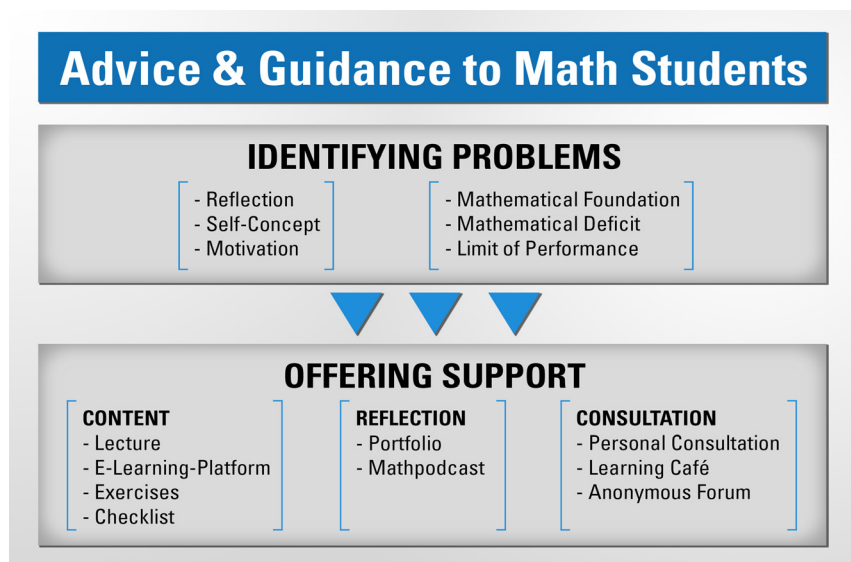 Advice & Guidance to Math Students
IDENTIFYING PROBLEMS
- Reflection
- Self-Concept
- Motivation
- Mathematical Foundation
- Mathematical Deficit
- Limit of Performance
OFFERING SUPPORT
CONTENT
- Lecture
- E-Learning-Platform
- Exercises
- Checklist
REFLECTION
- Portfolio
- Mathpodcast
CONSULTATION
- Personal Consultation
- Learning Café
- Anonymous Forum